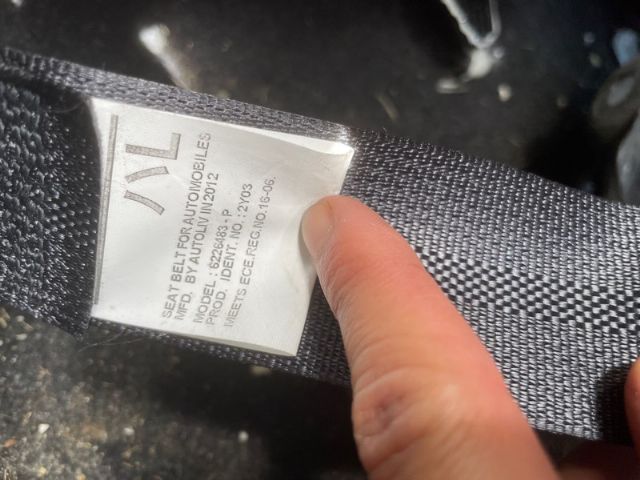 SEAT BELT FOR AUTOMOBILES
MFD. BY AUTOLIV IN 2012
MODEL : 6226483 - P
PROD. IDENT. NO. : 2Y03
MEETS ECE.REG.NO.16-06.